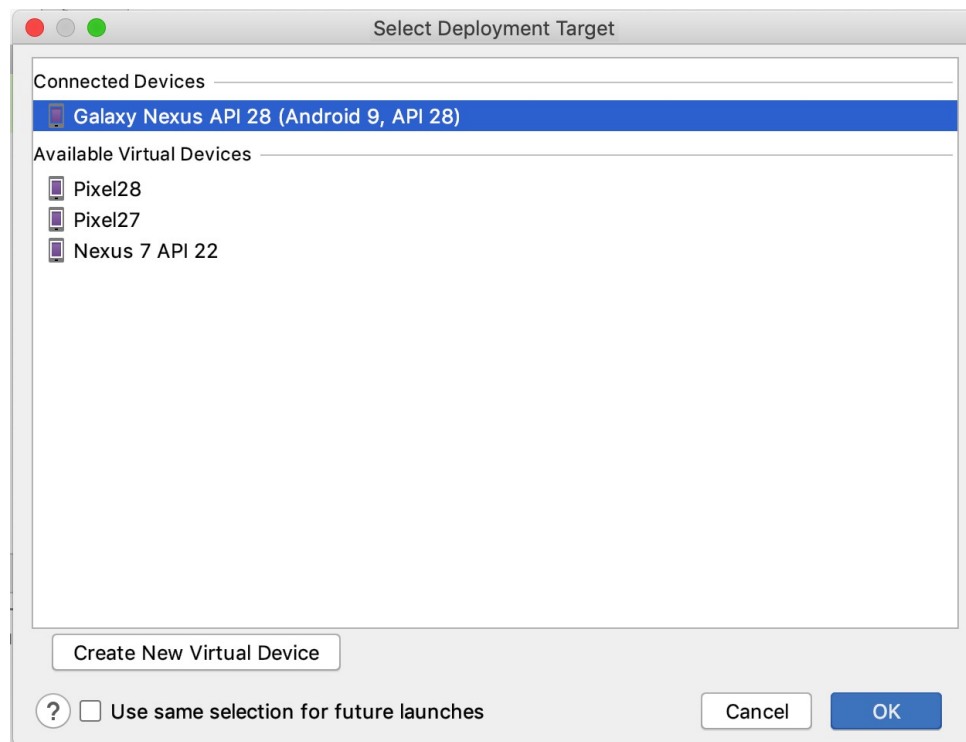 Select Deployment Target
Connected Devices
Galaxy Nexus API 28 (Android 9, API 28)
Available Virtual Devices
Pixel28
Pixel27
Nexus 7 API 22
Create New Virtual Device
? Use same selection for future launches Cancel OK